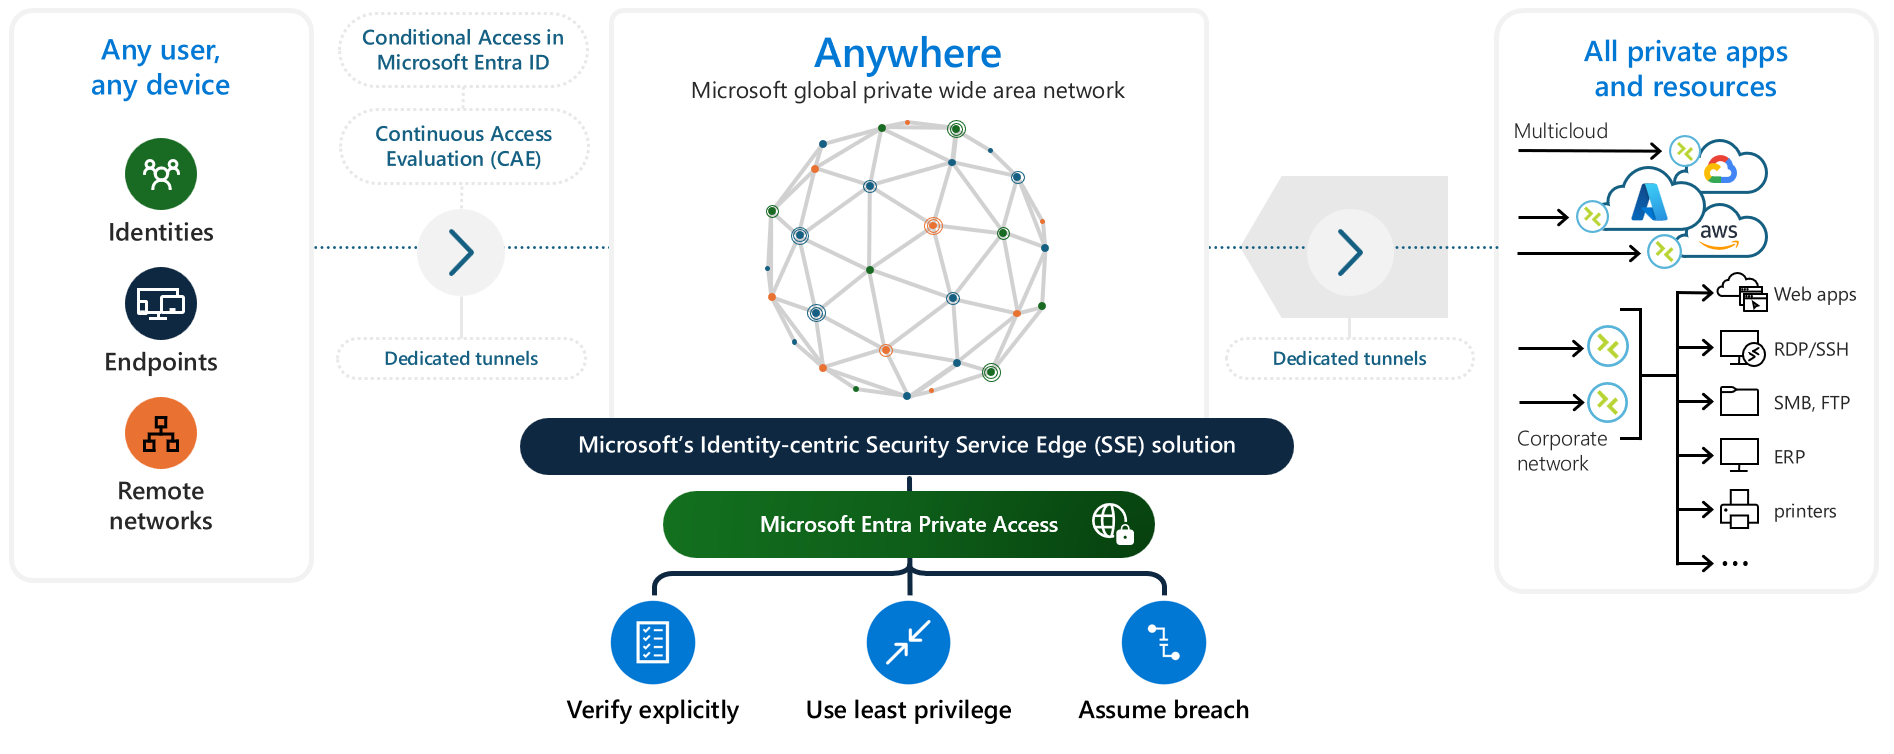 Any user,
any device
Identities
Endpoints
Remote
networks
Conditional Access in
Microsoft Entra ID
Continuous Access
Evaluation (CAE)
Dedicated tunnels
Anywhere
Microsoft global private wide area network
Dedicated tunnels
All private apps
and resources
Multicloud
aws
Web apps
RDP/SSH
SMB, FTP
Corporate
network
ERP
printers
...
Microsoft's Identity-centric Security Service Edge (SSE) solution
Microsoft Entra Private Access
Verify explicitly
Use least privilege
Assume breach